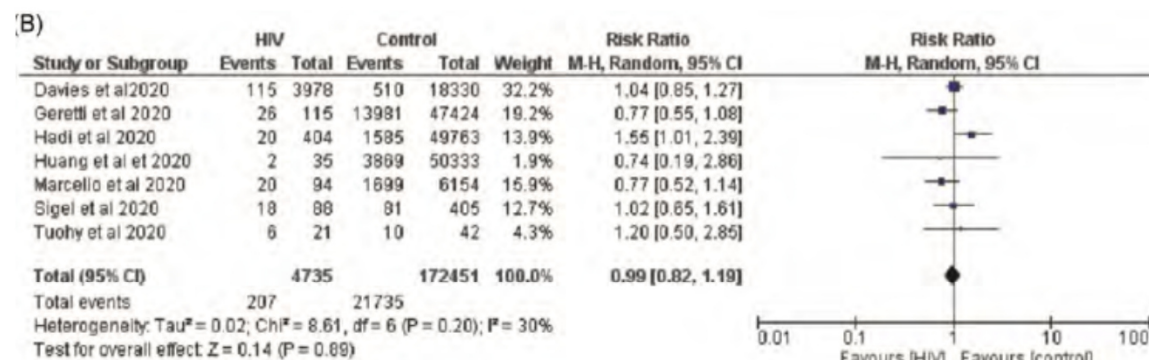 (B)
HIV Control Risk Ratio Risk Ratio
Study or Subgroup Events Total Events Total Weight M-H, Random, 95% CI M-H, Random, 95% CI
Davies et al2020 115 3978 510 18330 32.2% 1.04 [0.85, 1.27]
Geretti et al 2020 26 115 13981 47424 19.2% 0.77 [0.55, 1.08]
Hadi et al 2020 20 404 1585 49763 13.9% 1.55 [1.01, 2.39]
Huang et al et 2020 2 35 3869 50333 1.9% 0.74 [0.19, 2.86]
Marcello et al 2020 20 94 1699 6154 15.9% 0.77 [0.52, 1.14]
Sigel et al 2020 18 88 81 405 12.7% 1.02 [0.65, 1.61]
Tuohy et al 2020 6 21 10 42 4.3% 1.20 [0.50, 2.85]
Total (95% CI) 4735 172451 100.0% 0.99 [0.82, 1.19]
Total events 207 21735
Heterogeneity: Tau² = 0.02; Chi² = 8.61, df = 6 (P = 0.20); I² = 30%
Test for overall effect: Z = 0.14 (P = 0.89)
0.01 0.1 1 10 100
Favours [HIV] Favours [control]